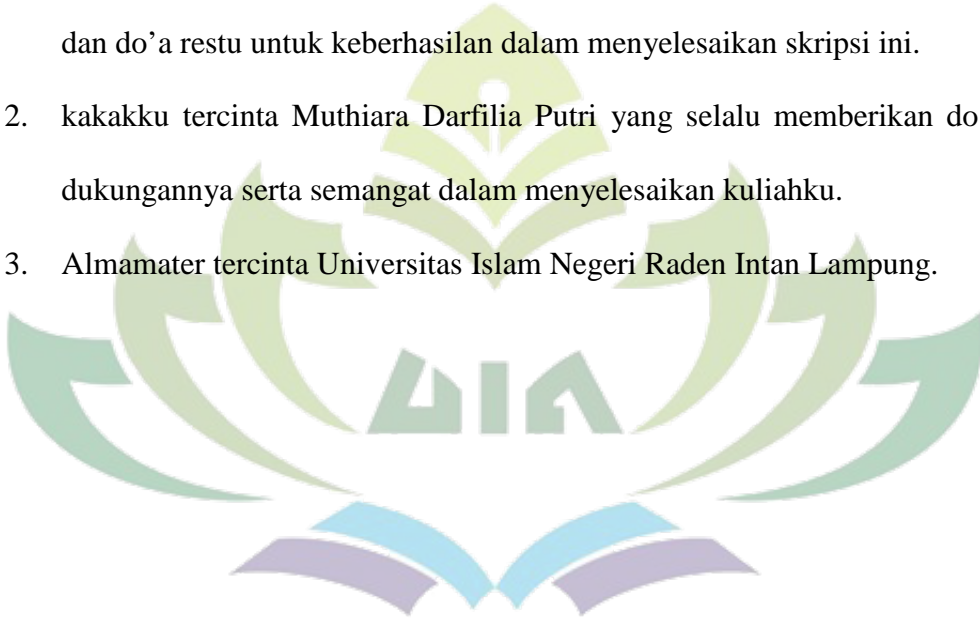 dan do’a restu untuk keberhasilan dalam menyelesaikan skripsi ini.
2. kakakku tercinta Muthiara Darfilia Putri yang selalu memberikan do
dukungannya serta semangat dalam menyelesaikan kuliahku.
3. Almamater tercinta Universitas Islam Negeri Raden Intan Lampung.
UIN